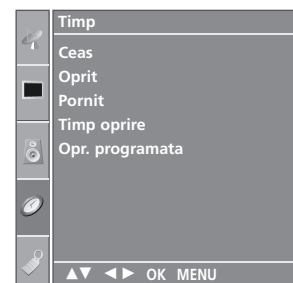 Timp
Ceas
Oprit
Pornit
Timp oprire
Opr. programata
▲▼ ◄► OK MENU